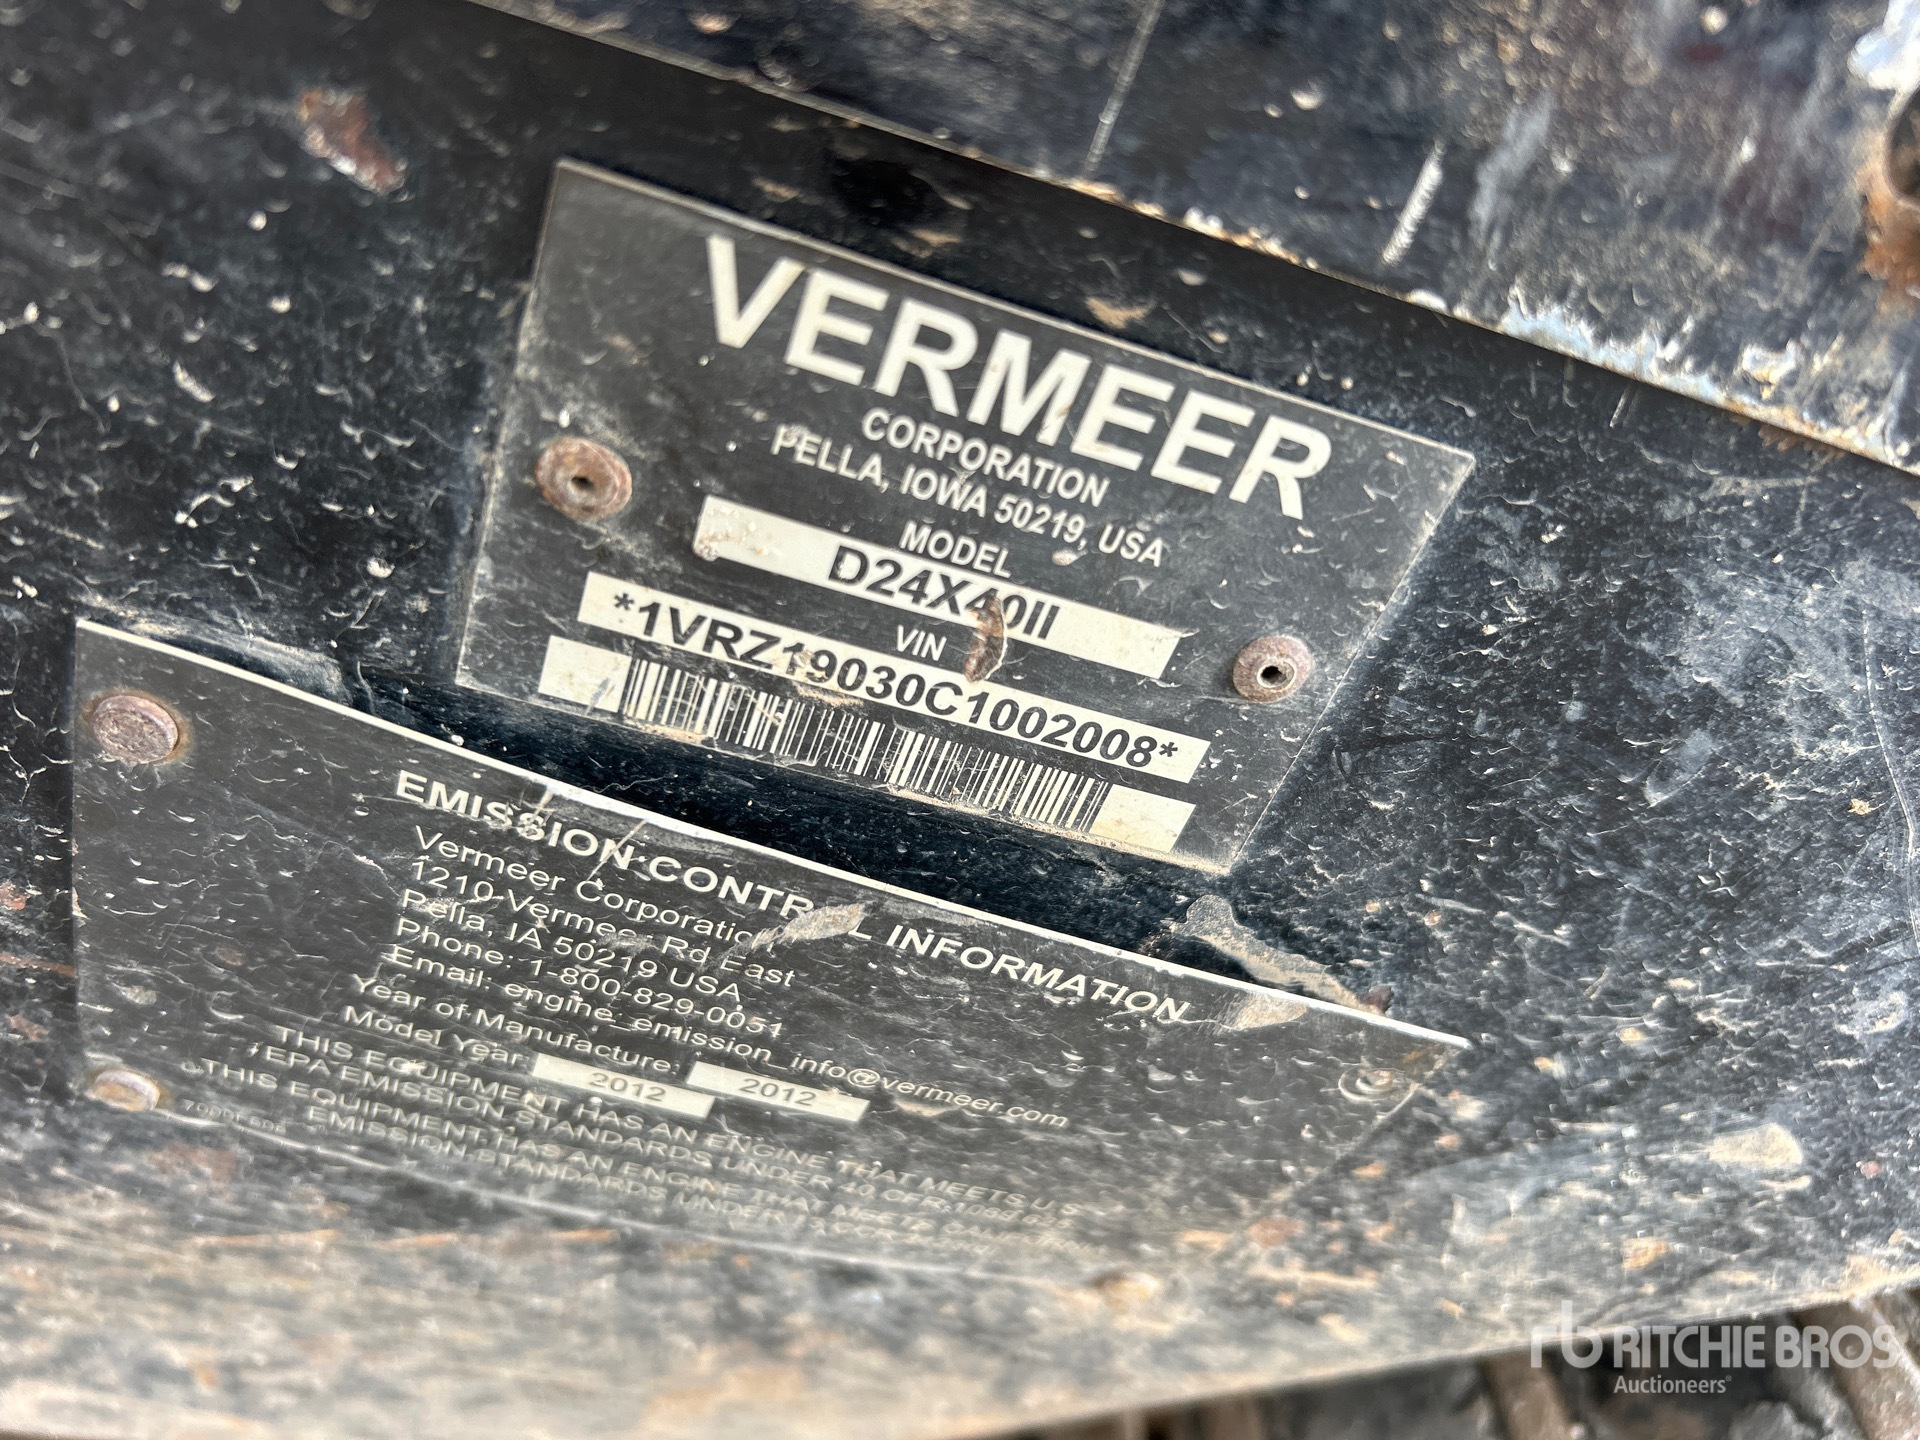 VERMEER
CORPORATION
PELLA, IOWA 50219, USA
MODEL
D24X40II
VIN
*1VRZ19030C1002008*
EMISSION CONTROL INFORMATION
Vermeer Corporation
1210 Vermeer Rd East
Pella, IA 50219 USA
Phone: 1-800-829-0051
Email: engine_emission_info@vermeer.com
Year of Manufacture: 2012
Model Year 2012
THIS EQUIPMENT HAS AN ENGINE THAT MEETS U.S
EPA EMISSION STANDARDS UNDER 40 CFR 1068.625
THIS EQUIPMENT HAS AN ENGINE THAT MEETS
EMISSION STANDARDS UNDER
rb RITCHIE BROS
Auctioneers